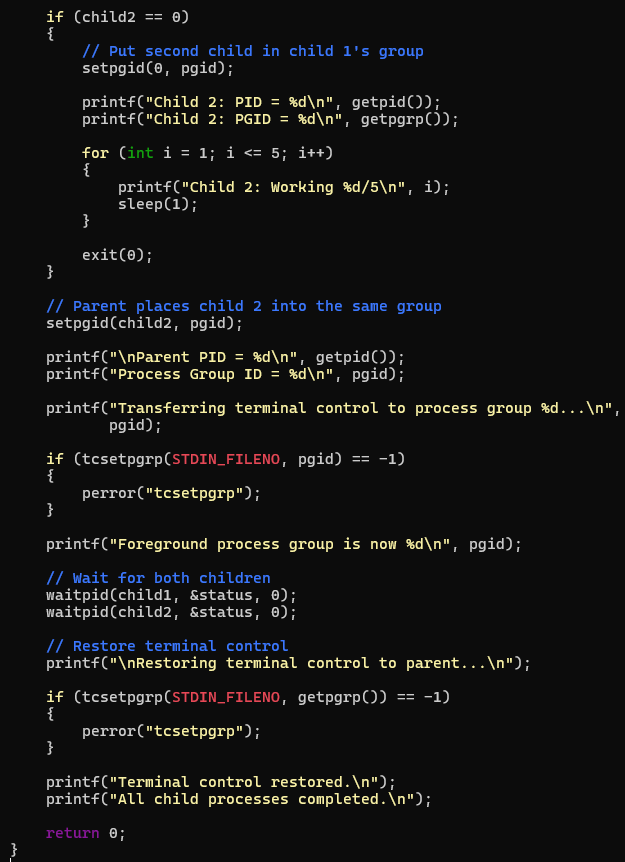 if (child2 == 0)
{
// Put second child in child 1's group
setpgid(0, pgid);
printf("Child 2: PID = %d\n", getpid());
printf("Child 2: PGID = %d\n", getpgrp());
for (int i = 1; i <= 5; i++)
{
printf("Child 2: Working %d/5\n", i);
sleep(1);
}
exit(0);
}
// Parent places child 2 into the same group
setpgid(child2, pgid);
printf("\nParent PID = %d\n", getpid());
printf("Process Group ID = %d\n", pgid);
printf("Transferring terminal control to process group %d...\n",
pgid);
if (tcsetpgrp(STDIN_FILENO, pgid) == -1)
{
perror("tcsetpgrp");
}
printf("Foreground process group is now %d\n", pgid);
// Wait for both children
waitpid(child1, &status, 0);
waitpid(child2, &status, 0);
// Restore terminal control
printf("\nRestoring terminal control to parent...\n");
if (tcsetpgrp(STDIN_FILENO, getpgrp()) == -1)
{
perror("tcsetpgrp");
}
printf("Terminal control restored.\n");
printf("All child processes completed.\n");
return 0;
}